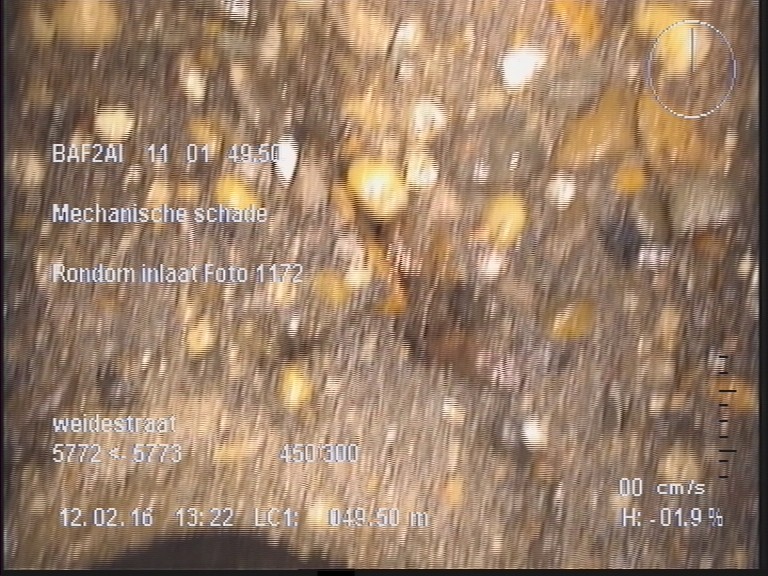 BAF2AI 11 01 49.50
Mechanische schade
Rondom inlaat Foto 1172
weidestraat
5772 <- 5773 450*300
00 cm/s
12.02.16 13:22 LC1: 049.50 m H: -01.9 %